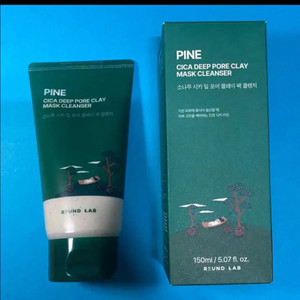 PINE
CICA DEEP PORE CLAY
MASK CLEANSER
ROUND LAB
PINE
CICA DEEP PORE CLAY
MASK CLEANSER
소나무 시카 딥 포어 클레이 팩 클렌저
150ml / 5.07 fl. oz.
ROUND LAB